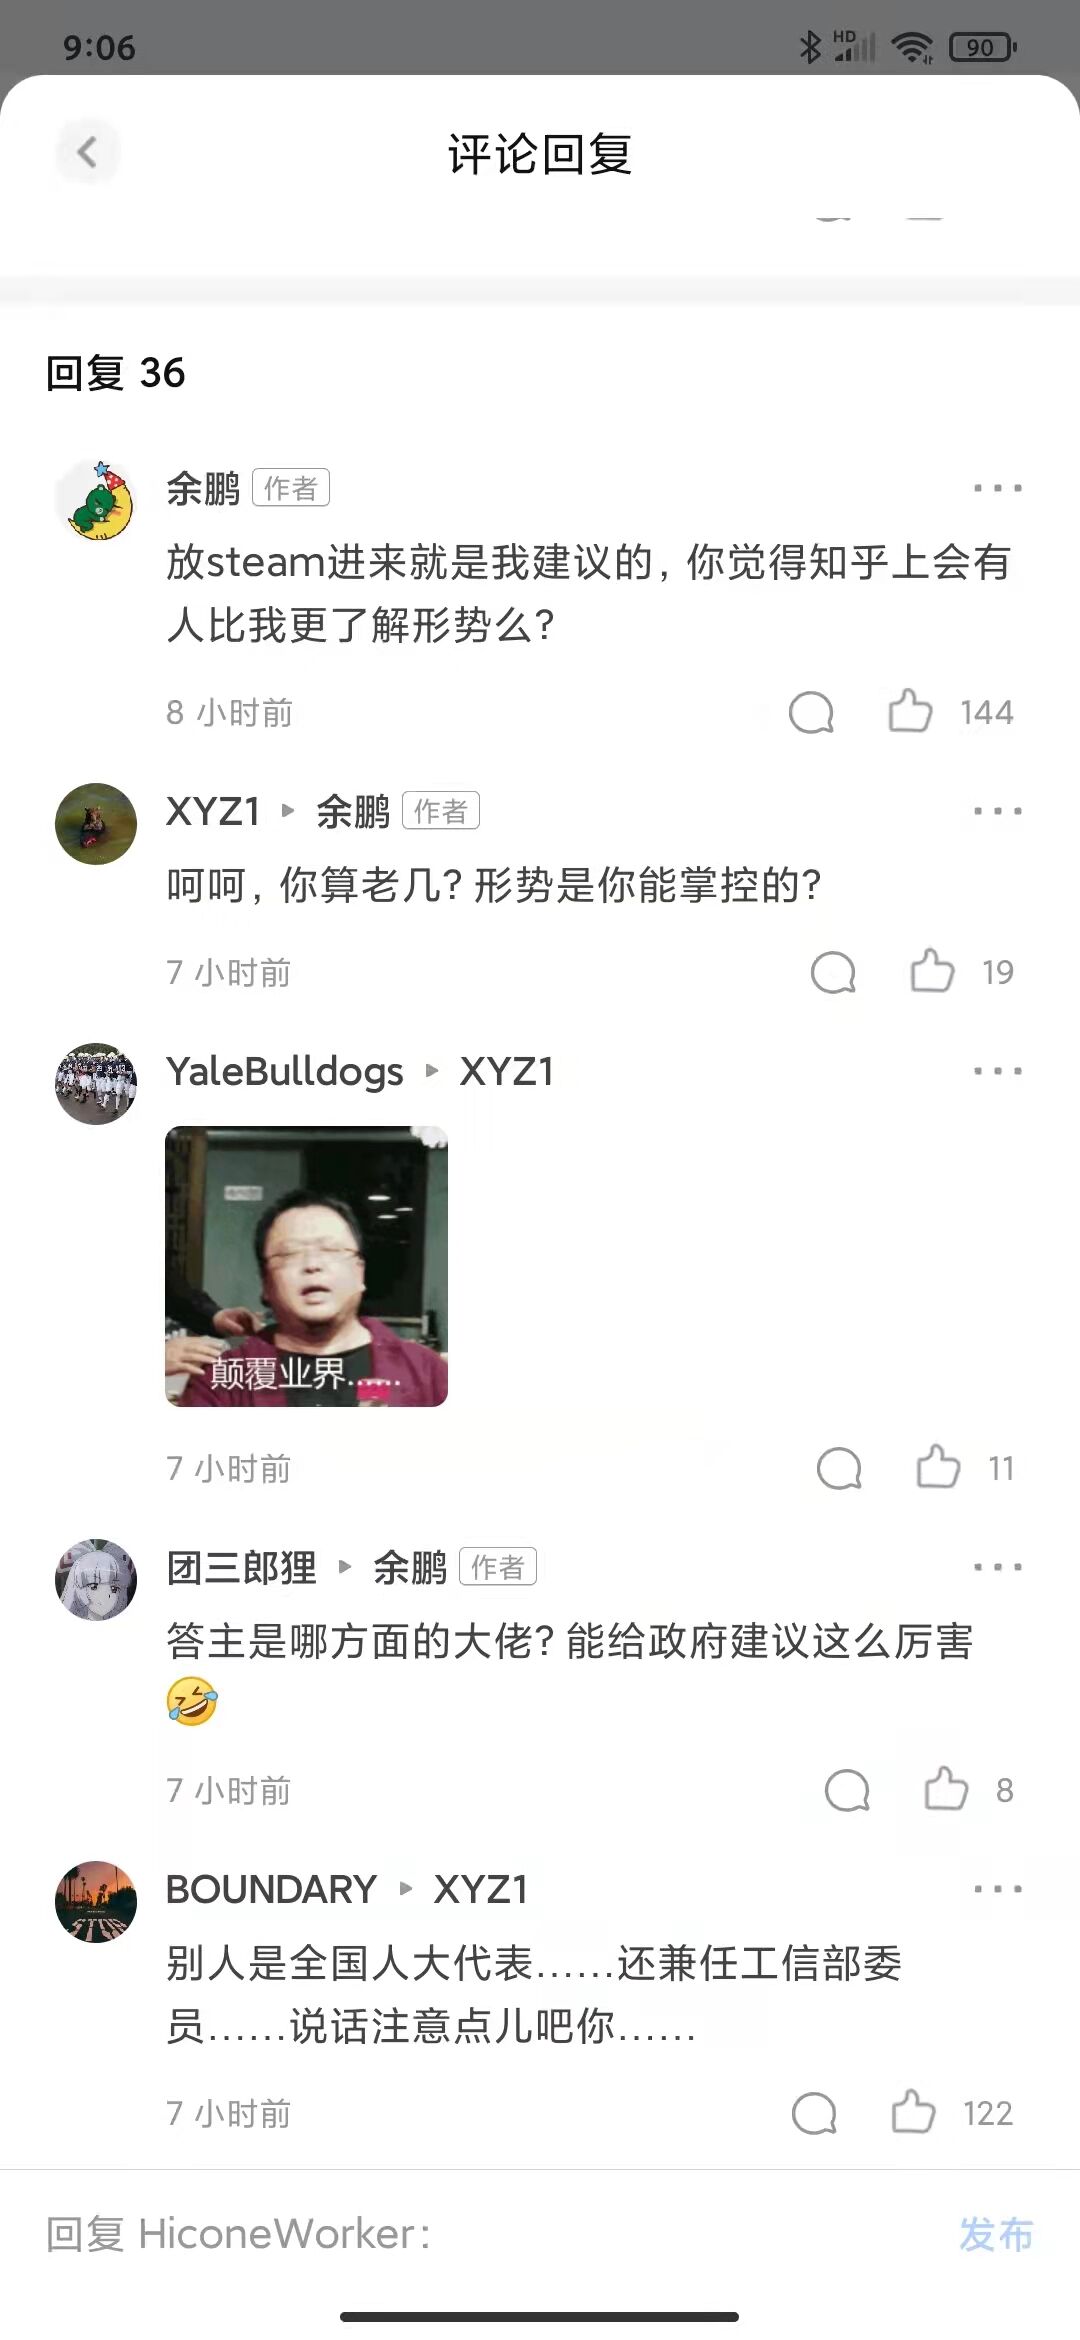 9:06
HD
90
评论回复
回复 36
余鹏 作者
放steam进来就是我建议的,你觉得知乎上会有
人比我更了解形势么?
8 小时前
144
XYZ1 余鹏 作者
呵呵,你算老几?形势是你能掌控的?
7 小时前
19
YaleBulldogs XYZ1
颠覆业界......
7 小时前
11
团三郎狸 余鹏 作者
答主是哪方面的大佬?能给政府建议这么厉害
7 小时前
8
BOUNDARY XYZ1
别人是全国人大代表......还兼任工信部委
员......说话注意点儿吧你......
7 小时前
122
回复 HiconeWorker:
发布